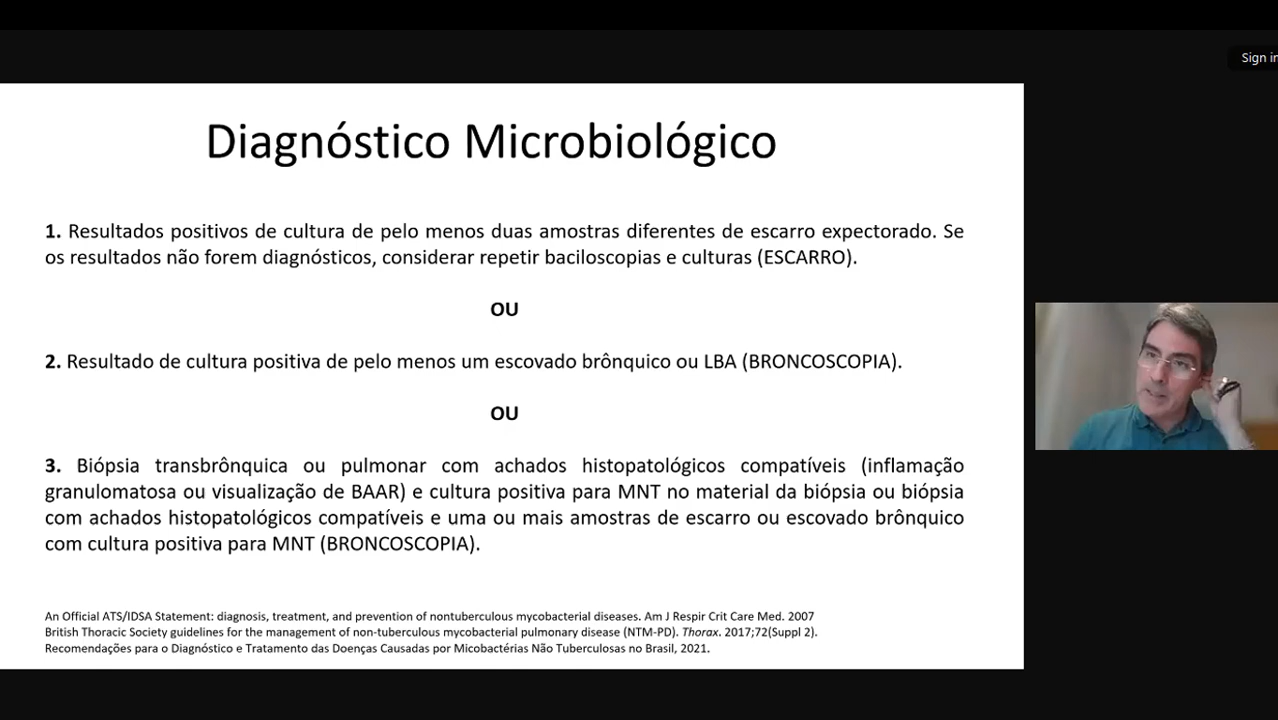 Sign in
Diagnóstico Microbiológico
1. Resultados positivos de cultura de pelo menos duas amostras diferentes de escarro expectorado. Se
os resultados não forem diagnósticos, considerar repetir baciloscopias e culturas (ESCARRO).
OU
2. Resultado de cultura positiva de pelo menos um escovado brônquico ou LBA (BRONCOSCOPIA).
OU
3. Biópsia transbrônquica ou pulmonar com achados histopatológicos compatíveis (inflamação
granulomatosa ou visualização de BAAR) e cultura positiva para MNT no material da biópsia ou biópsia
com achados histopatológicos compatíveis e uma ou mais amostras de escarro ou escovado brônquico
com cultura positiva para MNT (BRONCOSCOPIA).
An Official ATS/IDSA Statement: diagnosis, treatment, and prevention of nontuberculous mycobacterial diseases. Am J Respir Crit Care Med. 2007
British Thoracic Society guidelines for the management of non-tuberculous mycobacterial pulmonary disease (NTM-PD). Thorax. 2017;72(Suppl 2).
Recomendações para o Diagnóstico e Tratamento das Doenças Causadas por Micobactérias Não Tuberculosas no Brasil, 2021.